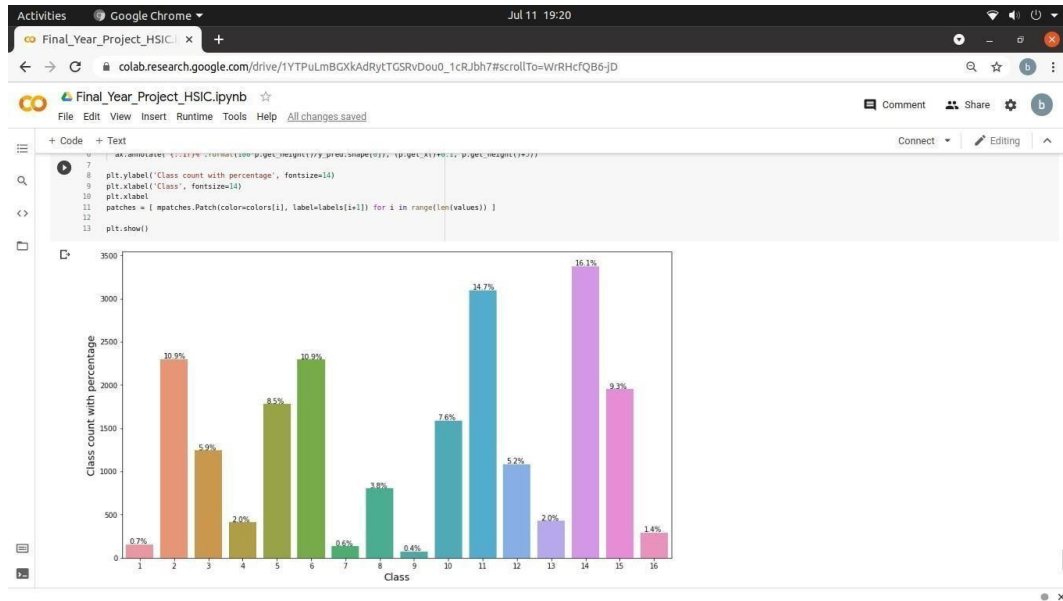 Activities Google Chrome Jul 11 19:20
Final_Year_Project_HSIC.i × +
colab.research.google.com/drive/1YTPuLmBGXkAdRytTGSRvDou0_1cRJbh7#scrollTo=WrRHcfQB6-jD b
Final_Year_Project_HSIC.ipynb Comment Share b
File Edit View Insert Runtime Tools Help All changes saved
+ Code + Text Connect Editing
7
8 plt.ylabel('Class count with percentage', fontsize=14)
9 plt.xlabel('Class', fontsize=14)
10 plt.xlabel
11 patches = [ mpatches.Patch(color=colors[i], label=labels[i+1]) for i in range(len(values)) ]
12
13 plt.show()
3500
3000
2500
2000
1500
1000
500
0
Class count with percentage
0.7% 10.9% 5.9% 2.0% 8.5% 10.9% 0.6% 3.8% 0.4% 7.6% 14.7% 5.2% 2.0% 16.1% 9.3% 1.4%
1 2 3 4 5 6 7 8 9 10 11 12 13 14 15 16
Class